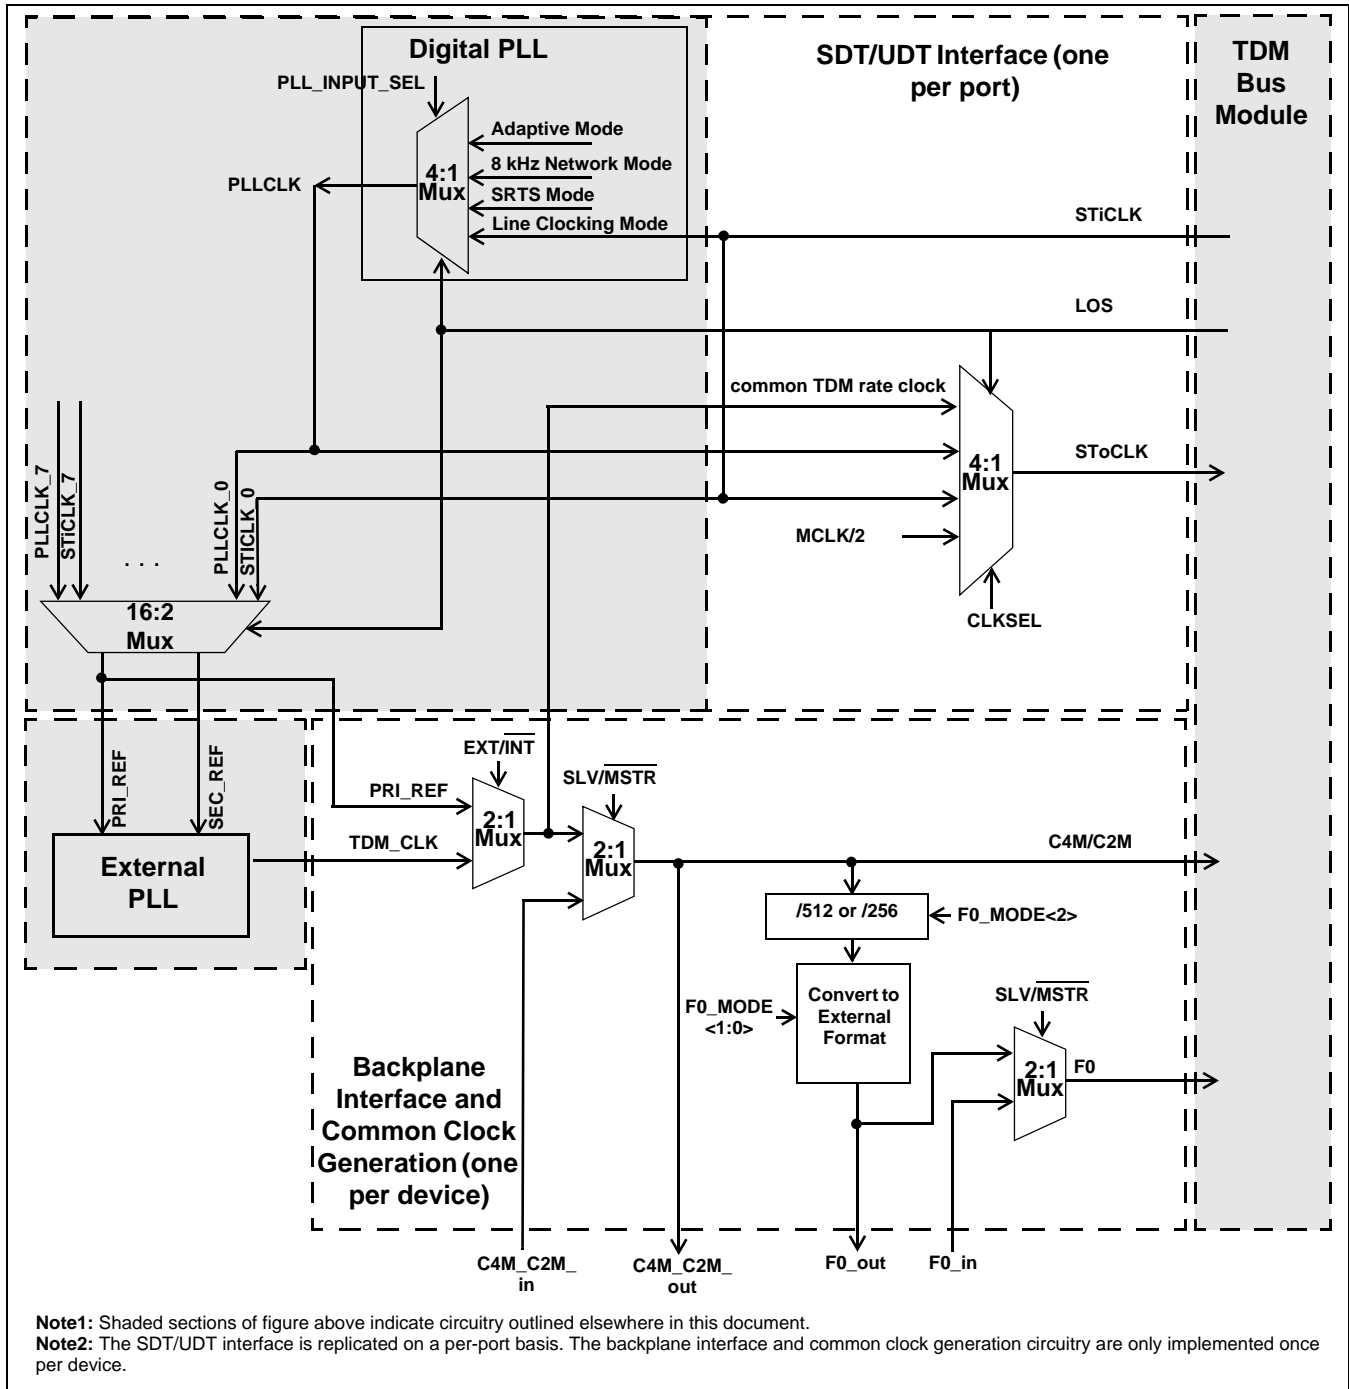 Digital PLL
SDT/UDT Interface (one
per port)
TDM
Bus
Module
PLL_INPUT_SEL
Adaptive Mode
8 kHz Network Mode
SRTS Mode
Line Clocking Mode
4:1
Mux
PLLCLK
STiCLK
LOS
common TDM rate clock
4:1
Mux
SToCLK
MCLK/2
CLKSEL
PLLCLK_7
STiCLK_7
. . .
PLLCLK_0
STICLK_0
16:2
Mux
PRI_REF
SEC_REF
External
PLL
EXT/INT
PRI_REF
TDM_CLK
2:1
Mux
SLV/MSTR
2:1
Mux
C4M/C2M
/512 or /256
F0_MODE<2>
Convert to
External
Format
F0_MODE
<1:0>
SLV/MSTR
2:1
Mux
F0
Backplane
Interface and
Common Clock
Generation (one
per device)
C4M_C2M_
in
C4M_C2M_
out
F0_out
F0_in
Note1: Shaded sections of figure above indicate circuitry outlined elsewhere in this document.
Note2: The SDT/UDT interface is replicated on a per-port basis. The backplane interface and common clock generation circuitry are only implemented once
per device.